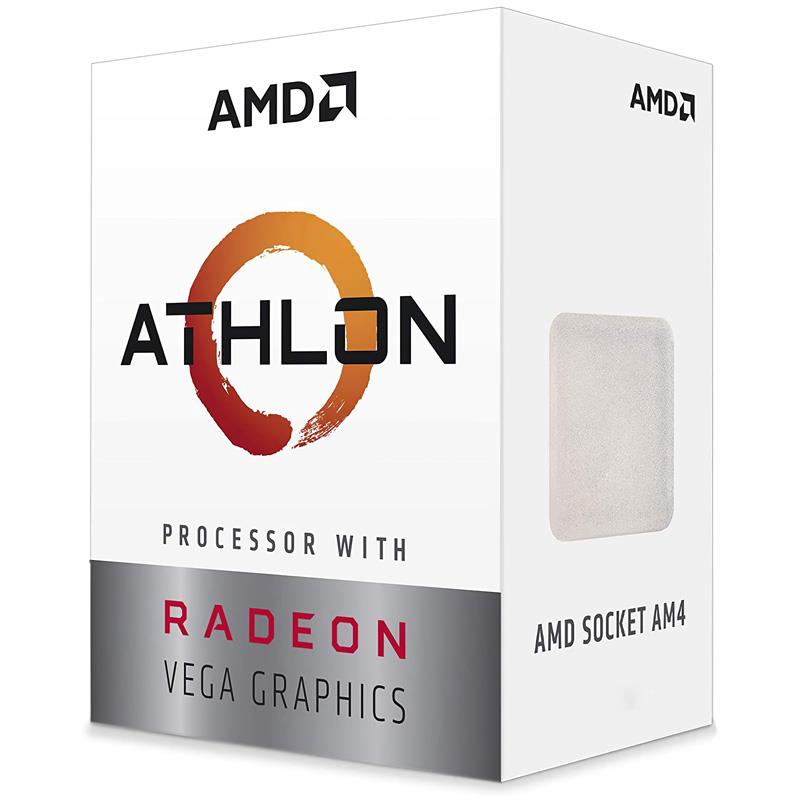 AMD
ATHLON
PROCESSOR WITH
RADEON
VEGA GRAPHICS
AMD
AMD SOCKET AM4